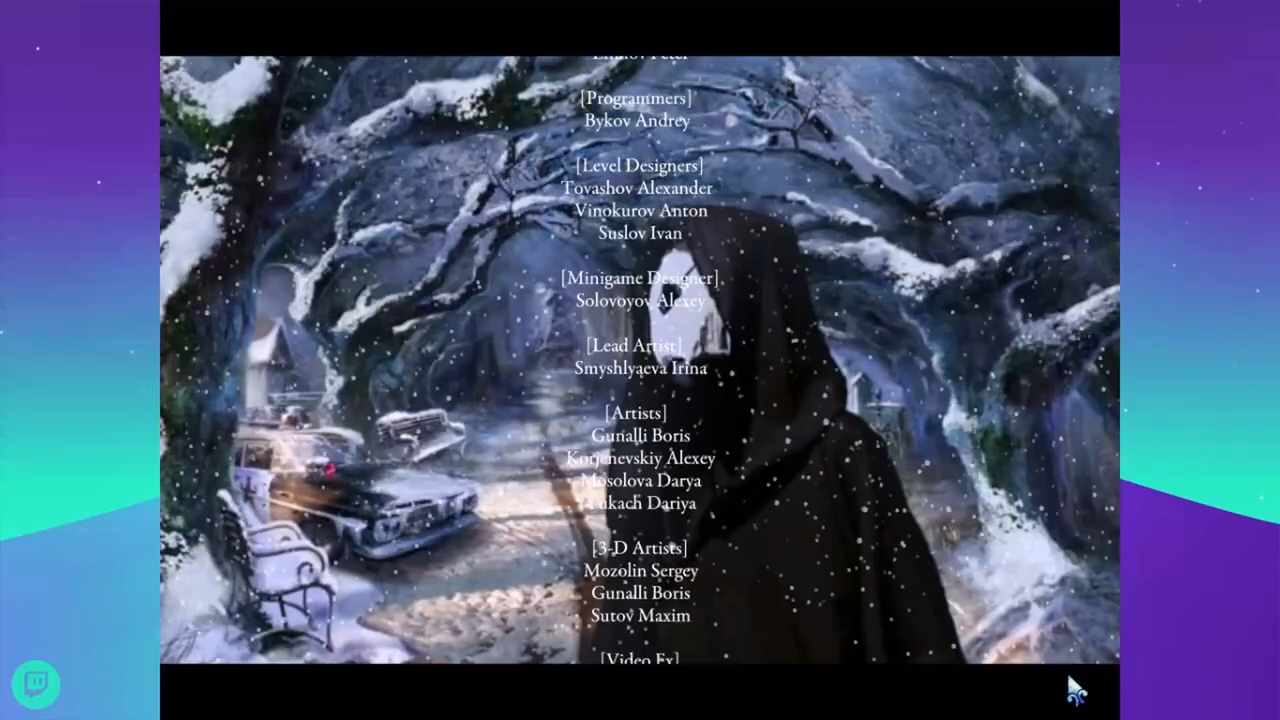 [Programmers]
Bykov Andrey
[Level Designers]
Tovashov Alexander
Vinokurov Anton
Suslov Ivan
[Minigame Designer]
Solovoyov Alexey
[Lead Artist]
Smyshlyaeva Irina
[Artists]
Gunalli Boris
Korjenevskiy Alexey
Mosolova Darya
Dariya
[3-D Artists]
Mozolin Sergey
Gunalli Boris
Sutov Maxim
[Video Fx]